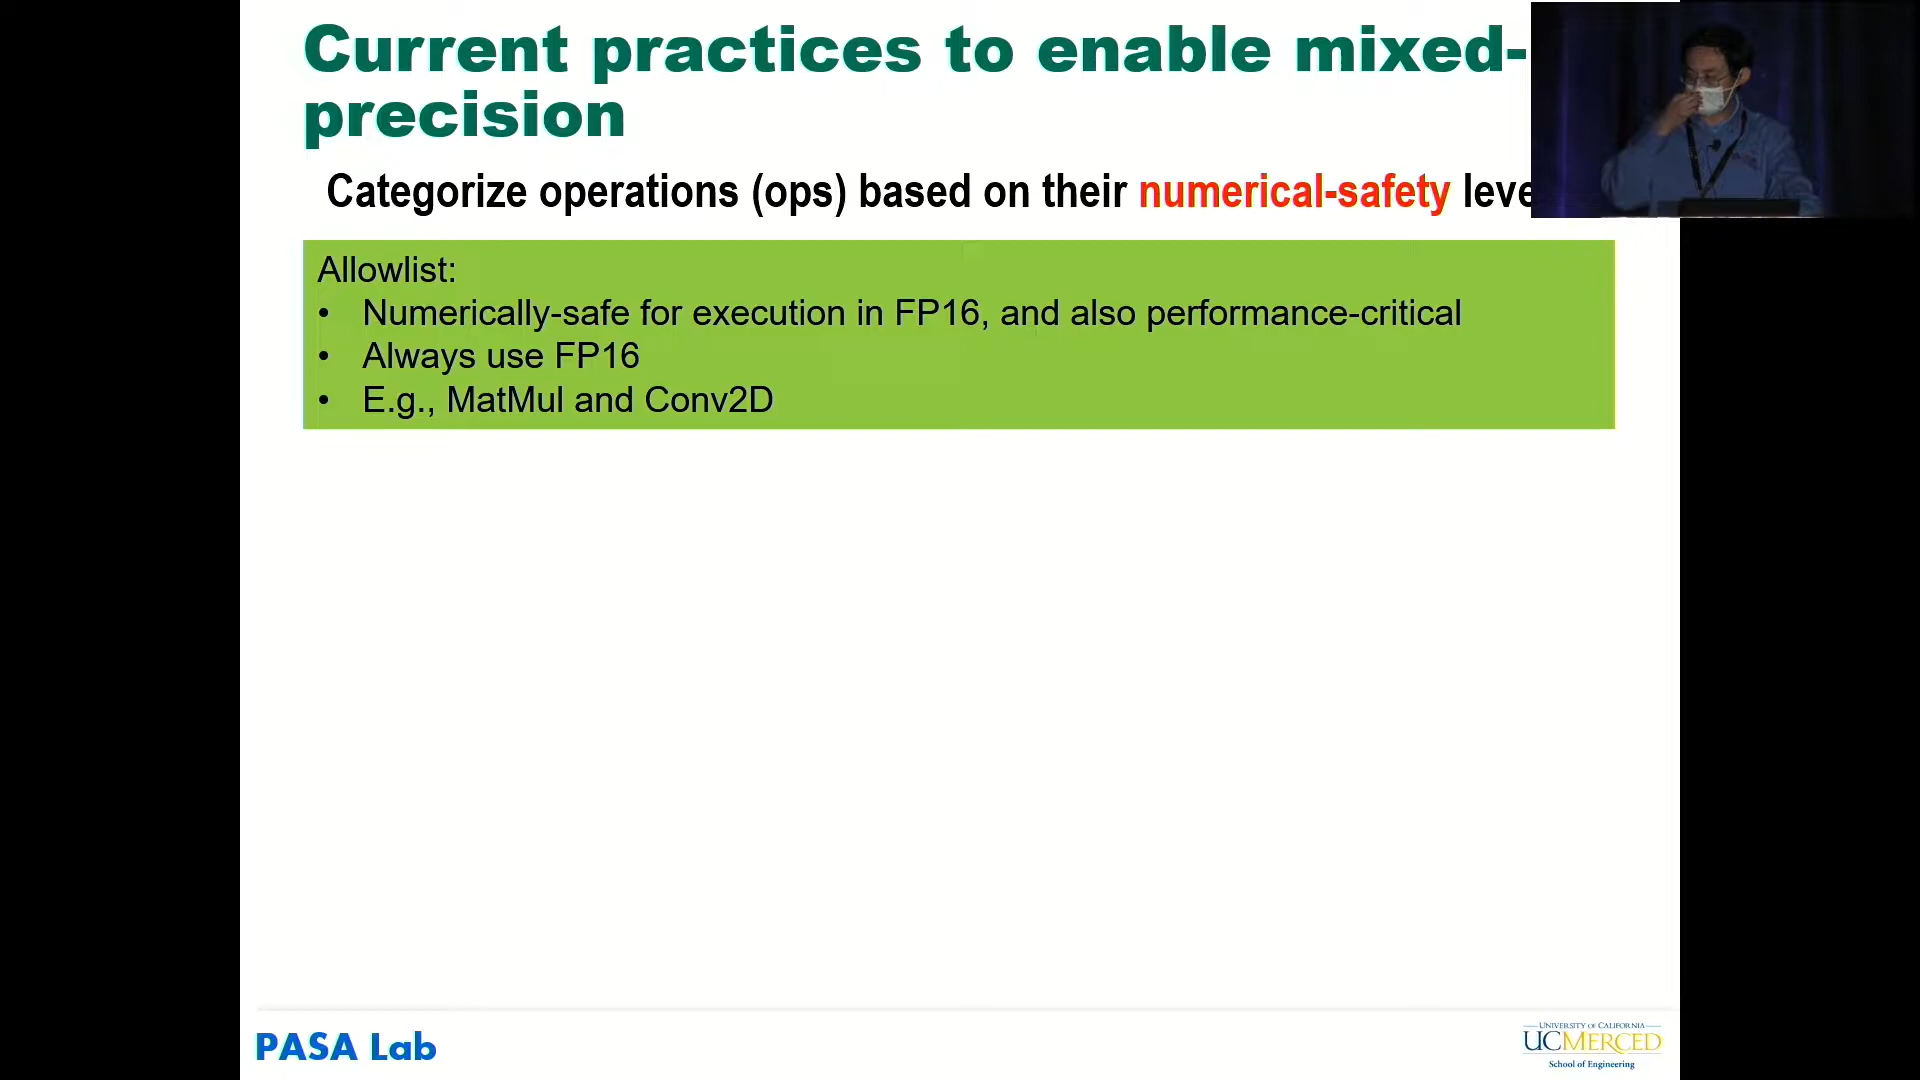 Current practices to enable mixed-
precision
Categorize operations (ops) based on their numerical-safety leve
Allowlist:
• Numerically-safe for execution in FP16, and also performance-critical
• Always use FP16
• E.g., MatMul and Conv2D
PASA Lab
UNIVERSITY OF CALIFORNIA
UCMERCED
School of Engineering